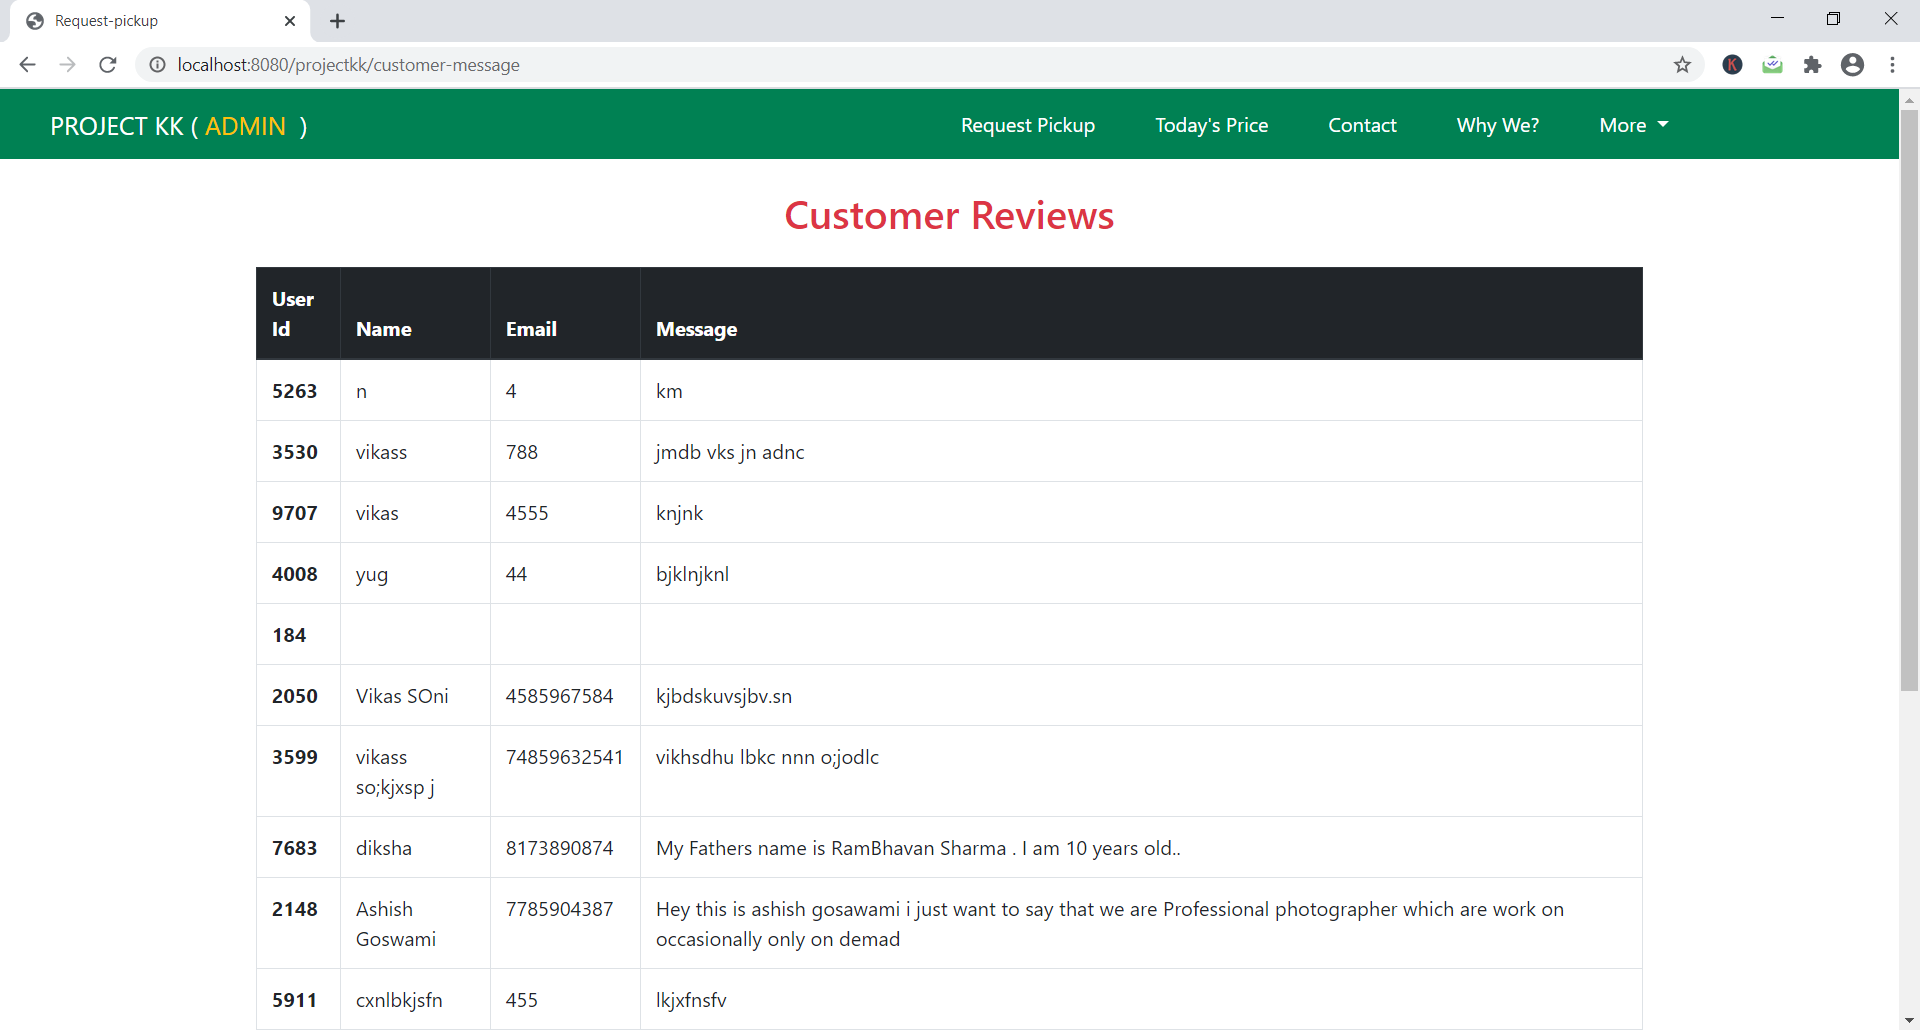 Request-pickup
localhost:8080/projectkk/customer-message
K
PROJECT KK ( ADMIN )
Request Pickup Today's Price Contact Why We? More
Customer Reviews
User
Id Name Email Message
5263 n 4 km
3530 vikass 788 jmdb vks jn adnc
9707 vikas 4555 knjnk
4008 yug 44 bjklnjknl
184
2050 Vikas SOni 4585967584 kjbdskuvsjbv.sn
3599 vikass 74859632541 vikhsdhu lbkc nnn o;jodlc
so;kjxsp j
7683 diksha 8173890874 My Fathers name is RamBhavan Sharma . I am 10 years old..
2148 Ashish 7785904387 Hey this is ashish gosawami i just want to say that we are Professional photographer which are work on
Goswami occasionally only on demad
5911 cxnlbkjsfn 455 lkjxfnsfv